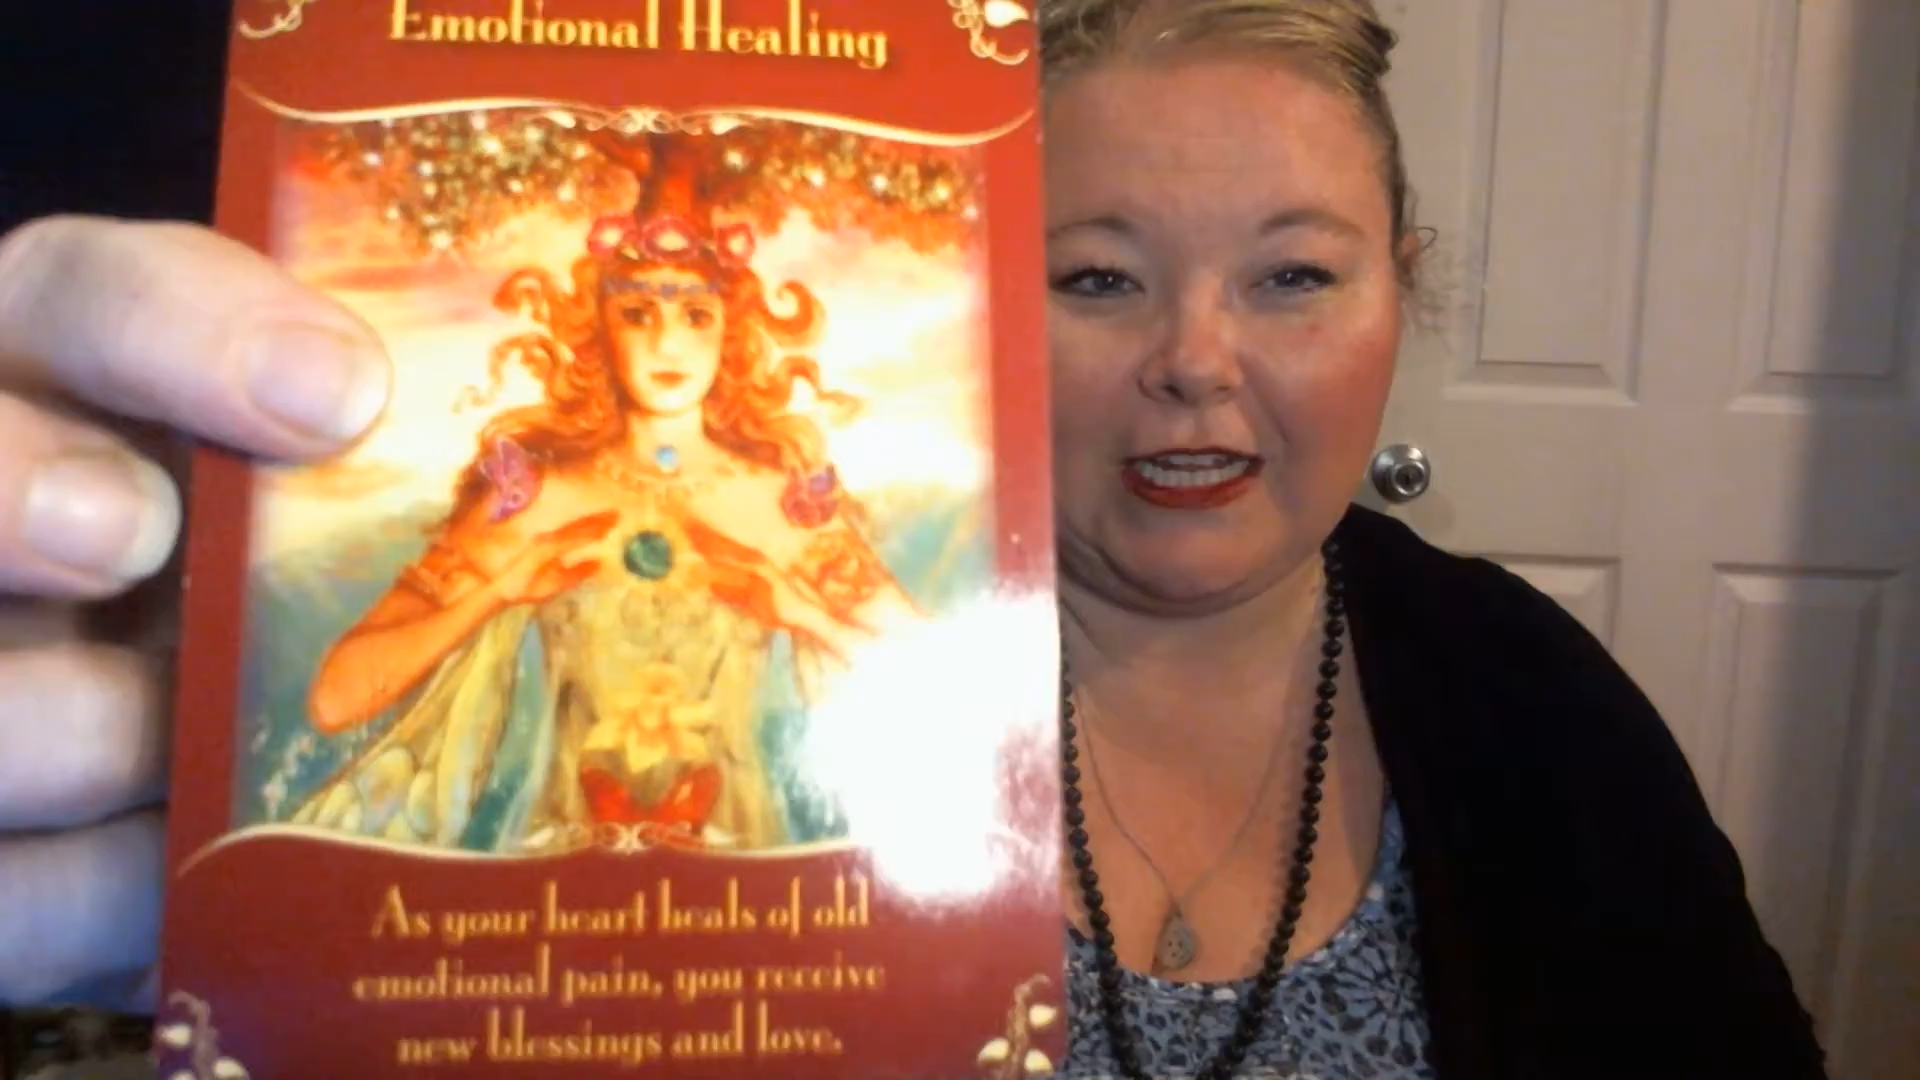 Emotional Healing
As your heart heals of old
emotional pain, you receive
new blessings and love.